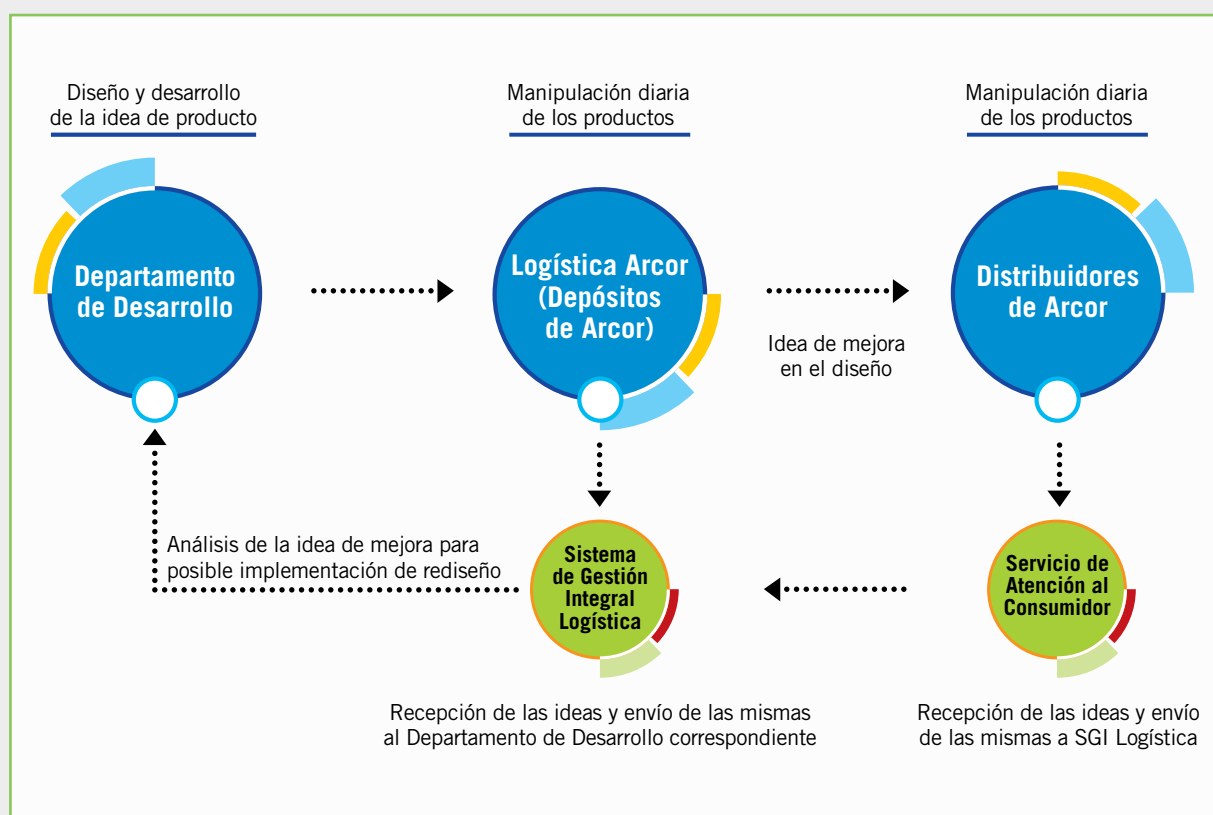 Diseño y desarrollo
de la idea de producto
Manipulación diaria
de los productos
Manipulación diaria
de los productos
Departamento
de Desarrollo
Logística Arcor
(Depósitos
de Arcor)
Idea de mejora
en el diseño
Distribuidores
de Arcor
Análisis de la idea de mejora para
posible implementación de rediseño
Sistema
de Gestión
Integral
Logística
Servicio de
Atención al
Consumidor
Recepción de las ideas y envío de las mismas
al Departamento de Desarrollo correspondiente
Recepción de las ideas y envío
de las mismas a SGI Logística